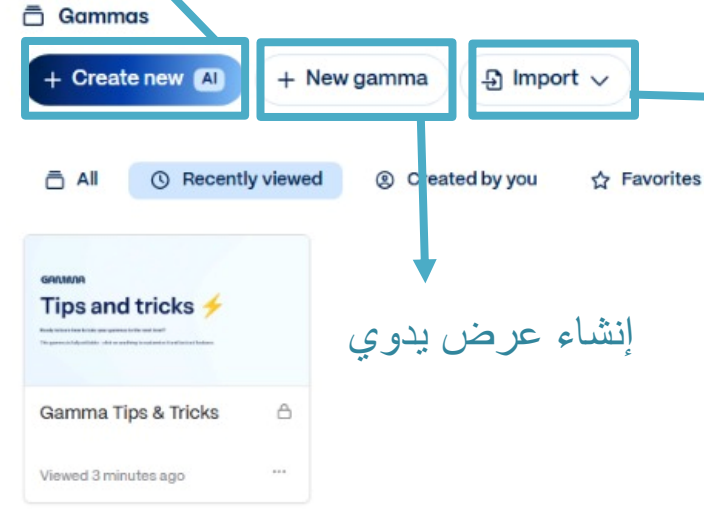 Gammas
+ Create new AI
+ New gamma
Import
All
Recently viewed
Created by you
Favorites
GAMMA
Tips and tricks ⚡
إنشاء عرض يدوي
Gamma Tips & Tricks
Viewed 3 minutes ago
...